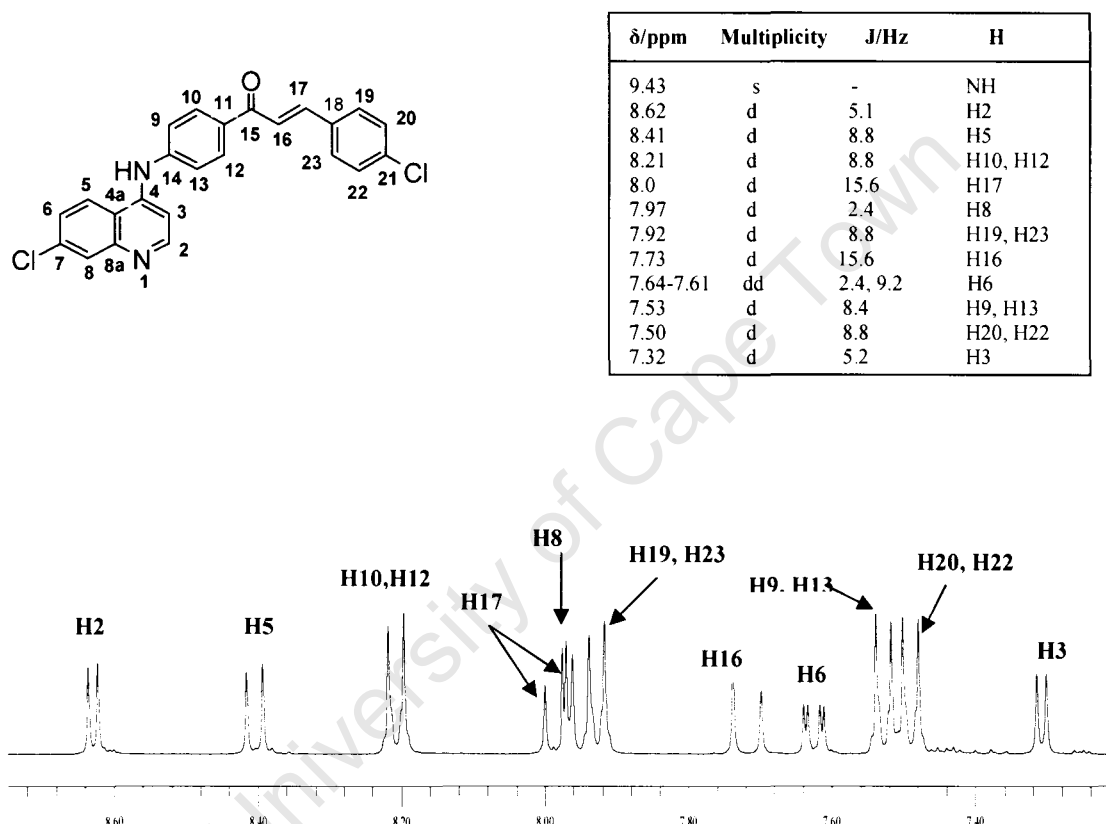 δ/ppm Multiplicity J/Hz H
9.43 s - NH
8.62 d 5.1 H2
8.41 d 8.8 H5
8.21 d 8.8 H10, H12
8.0 d 15.6 H17
7.97 d 2.4 H8
7.92 d 8.8 H19, H23
7.73 d 15.6 H16
7.64-7.61 dd 2.4, 9.2 H6
7.53 d 8.4 H9, H13
7.50 d 8.8 H20, H22
7.32 d 5.2 H3
O
10 11 17 19
9 15 16 18 20
HN 14 13 12 23 22 21 Cl
5 4a 4
6 3
Cl 7 8 8a N 1 2
H2
H5
H10,H12
H17
H8
H19, H23
H16
H6
H9, H13
H20, H22
H3
8.60 8.40 8.20 8.00 7.80 7.60 7.40
University of Cape Town